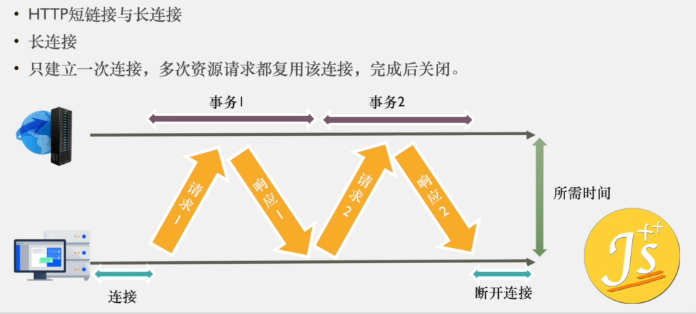 HTTP短链接与长连接
长连接
只建立一次连接，多次资源请求都复用该连接，完成后关闭。
事务1
事务2
请求1
响应1
请求2
响应2
所需时间
连接
断开连接
Js++